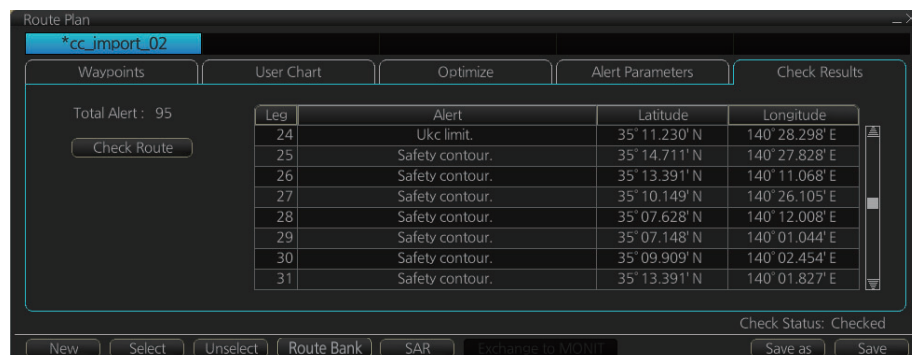 Route Plan
*cc_import_02
Waypoints User Chart Optimize Alert Parameters Check Results
Total Alert : 95
Check Route
Leg Alert Latitude Longitude
24 Ukc limit. 35° 11.230' N 140° 28.298' E
25 Safety contour. 35° 14.711' N 140° 27.828' E
26 Safety contour. 35° 13.391' N 140° 11.068' E
27 Safety contour. 35° 10.149' N 140° 26.105' E
28 Safety contour. 35° 07.628' N 140° 12.008' E
29 Safety contour. 35° 07.148' N 140° 01.044' E
30 Safety contour. 35° 09.909' N 140° 02.454' E
31 Safety contour. 35° 13.391' N 140° 01.827' E
Check Status: Checked
New Select Unselect Route Bank SAR Exchange to MONIT Save as Save